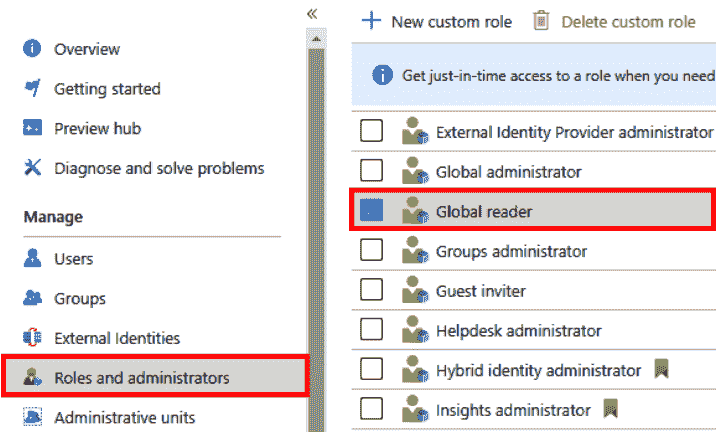 «
Overview
Getting started
Preview hub
Diagnose and solve problems
Manage
Users
Groups
External Identities
Roles and administrators
Administrative units
+ New custom role Delete custom role
Get just-in-time access to a role when you need
External Identity Provider administrator
Global administrator
Global reader
Groups administrator
Guest inviter
Helpdesk administrator
Hybrid identity administrator
Insights administrator